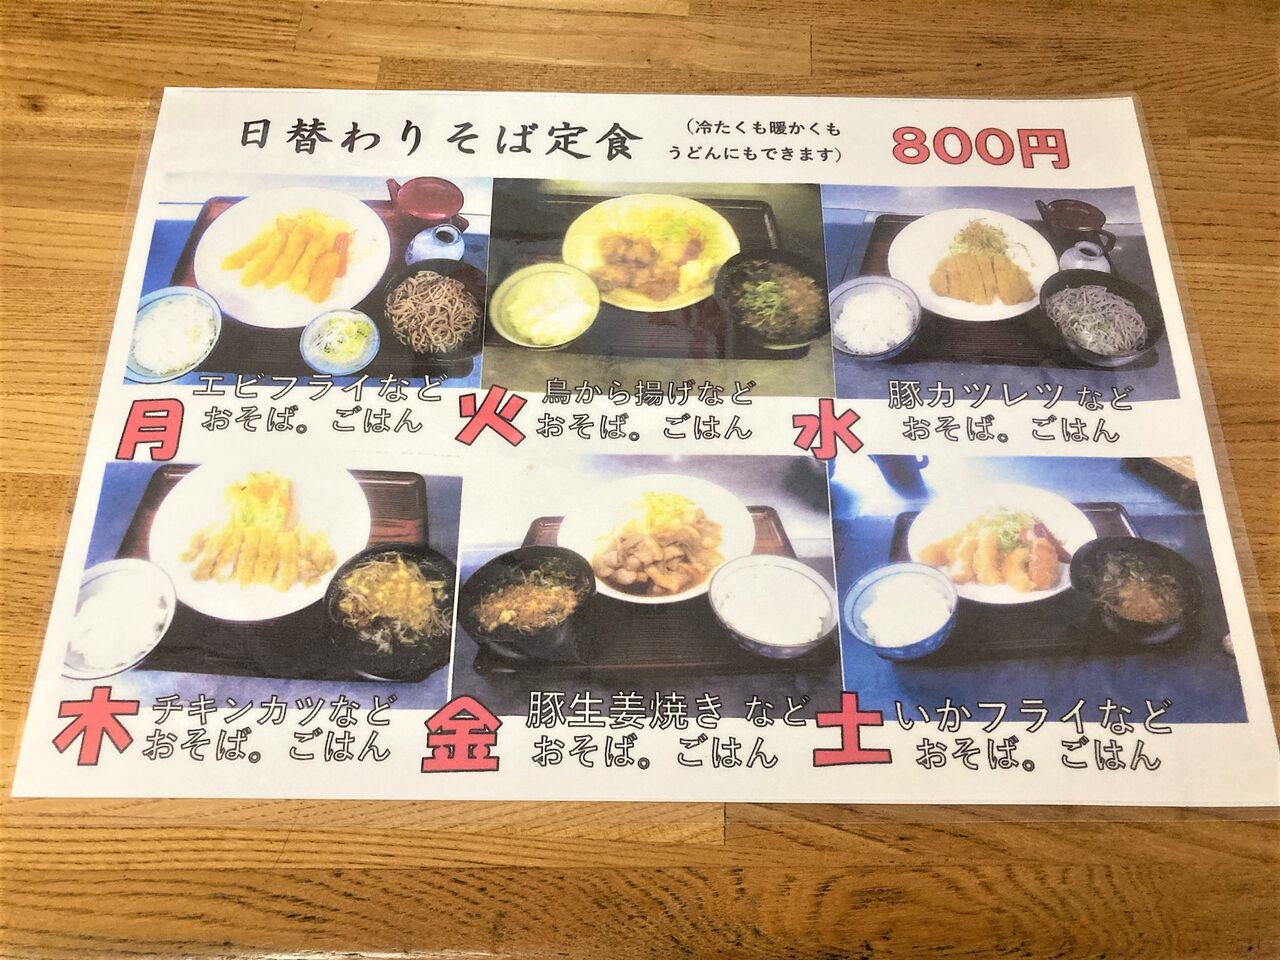 日替わりそば定食
（冷たくも暖かくも
うどんにもできます）
800円
月
エビフライなど
おそば。ごはん
火
鳥から揚げなど
おそば。ごはん
水
豚カツレツ など
おそば。ごはん
木
チキンカツなど
おそば。ごはん
金
豚生姜焼き など
おそば。ごはん
土
いかフライなど
おそば。ごはん